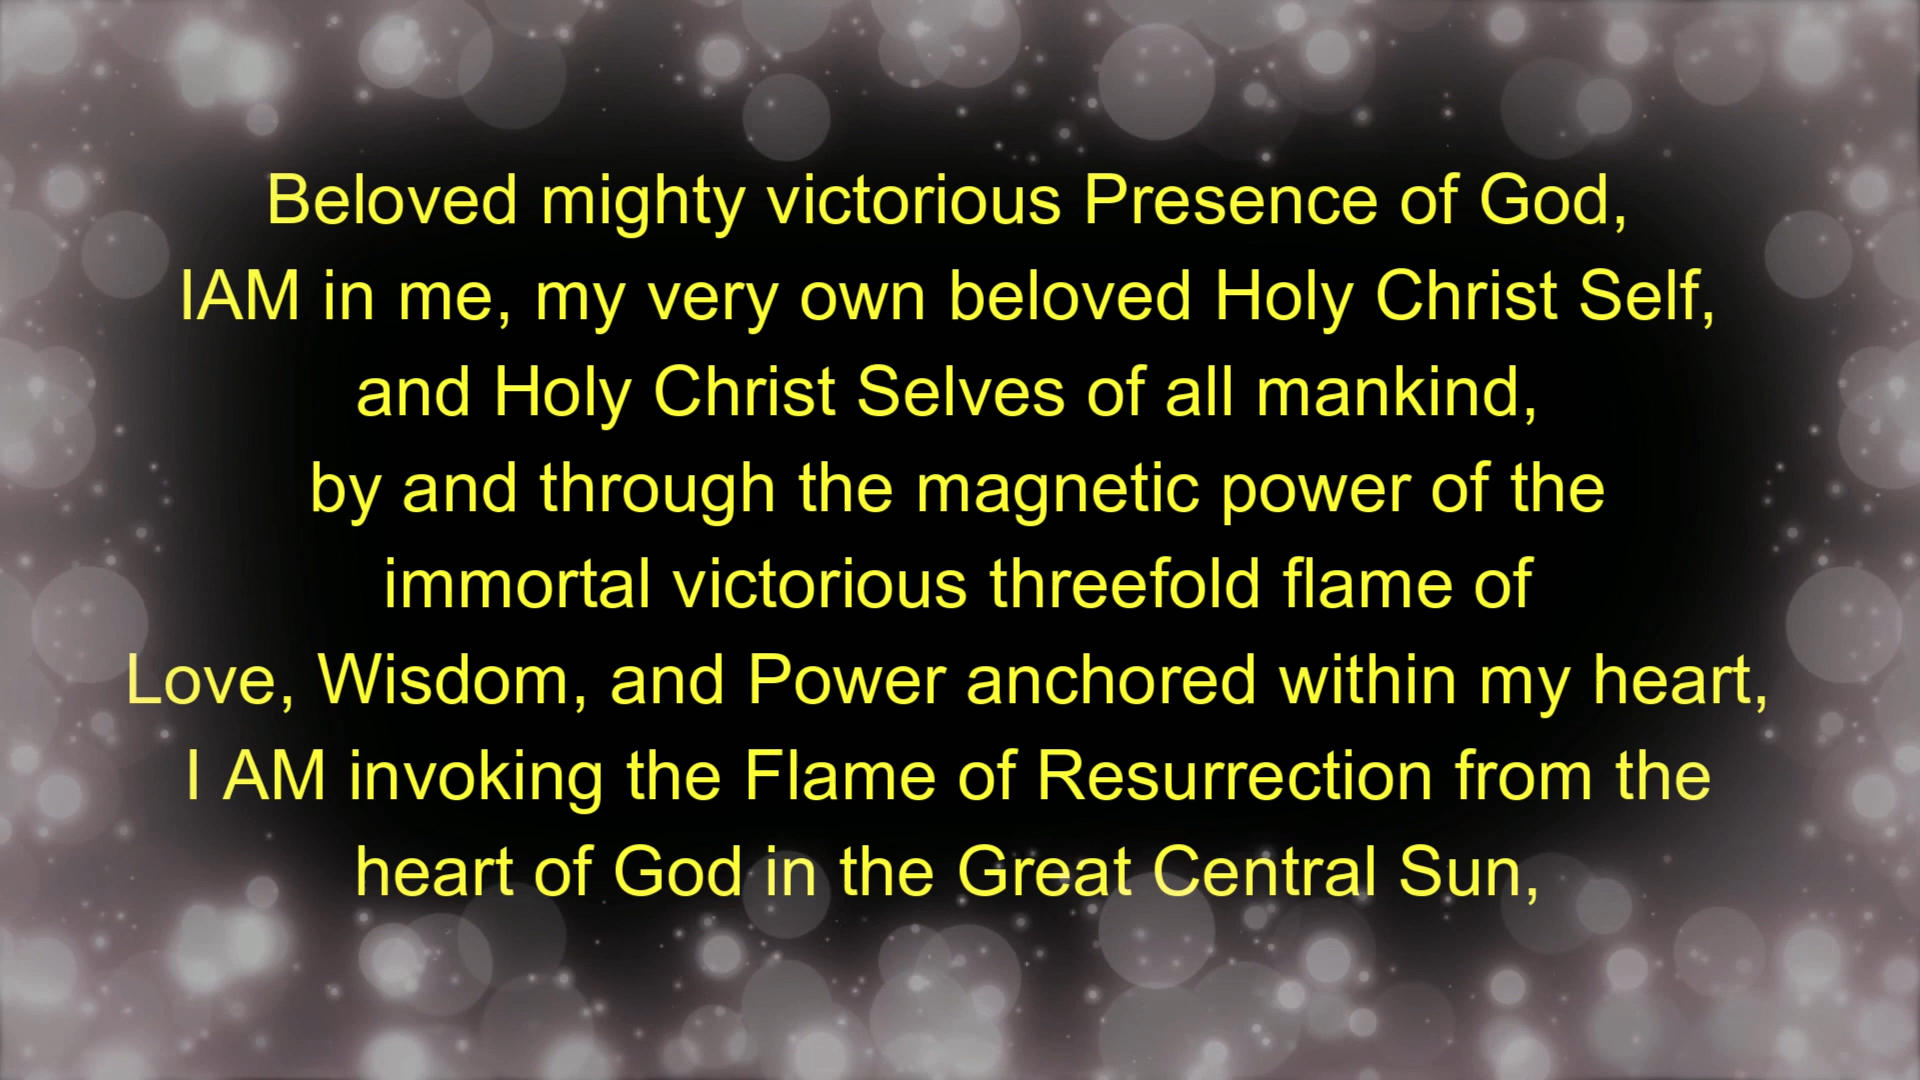 Beloved mighty victorious Presence of God,
IAM in me, my very own beloved Holy Christ Self,
and Holy Christ Selves of all mankind,
by and through the magnetic power of the
immortal victorious threefold flame of
Love, Wisdom, and Power anchored within my heart,
I AM invoking the Flame of Resurrection from the
heart of God in the Great Central Sun,